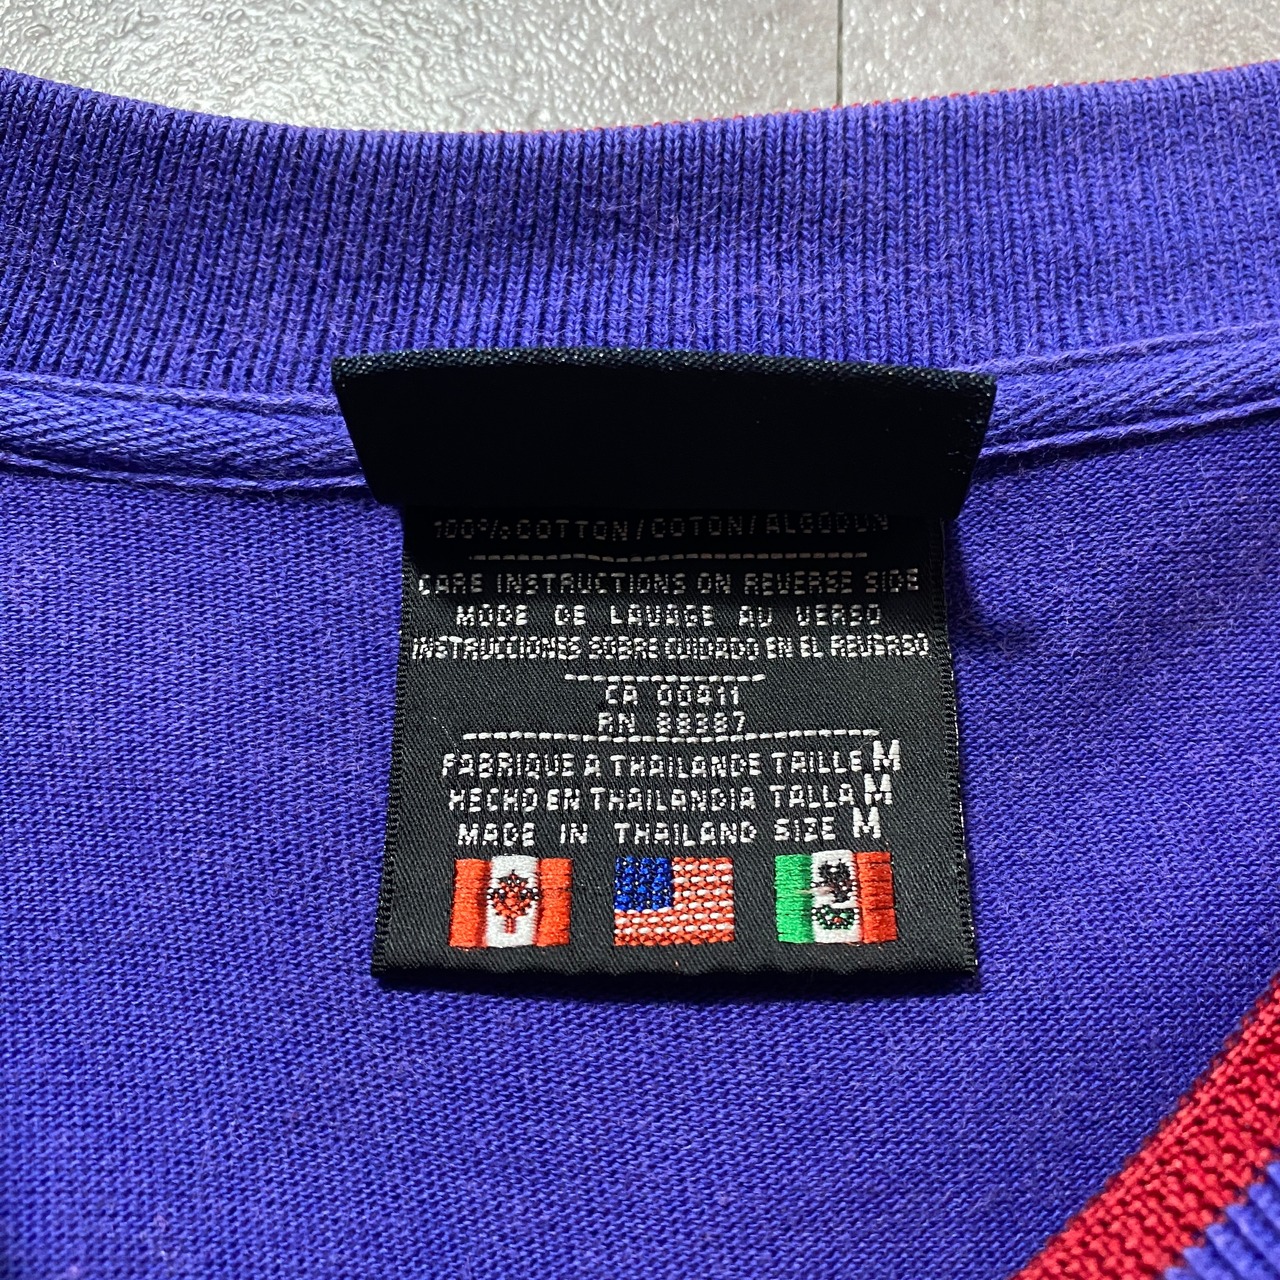 100% COTTON / COTON / ALGODON
CARE INSTRUCTIONS ON REVERSE SIDE
MODE DE LAVAGE AU VERSO
INSTRUCCIONES SOBRE CUIDADO EN EL REVERSO
CA 00411
RN 88387
FABRIQUE A THAILANDE TAILLE M
HECHO EN THAILANDIA TALLA M
MADE IN THAILAND SIZE M